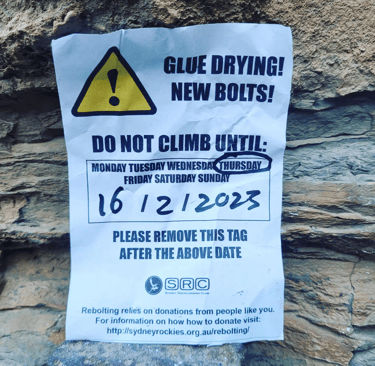 GLUE DRYING!
NEW BOLTS!
DO NOT CLIMB UNTIL:
MONDAY TUESDAY WEDNESDAY THURSDAY
FRIDAY SATURDAY SUNDAY
16 / 2 / 2023
PLEASE REMOVE THIS TAG
AFTER THE ABOVE DATE
SRC
Rebolting relies on donations from people like you.
For information on how how to donate visit:
http://sydneyrockies.org.au/rebolting/